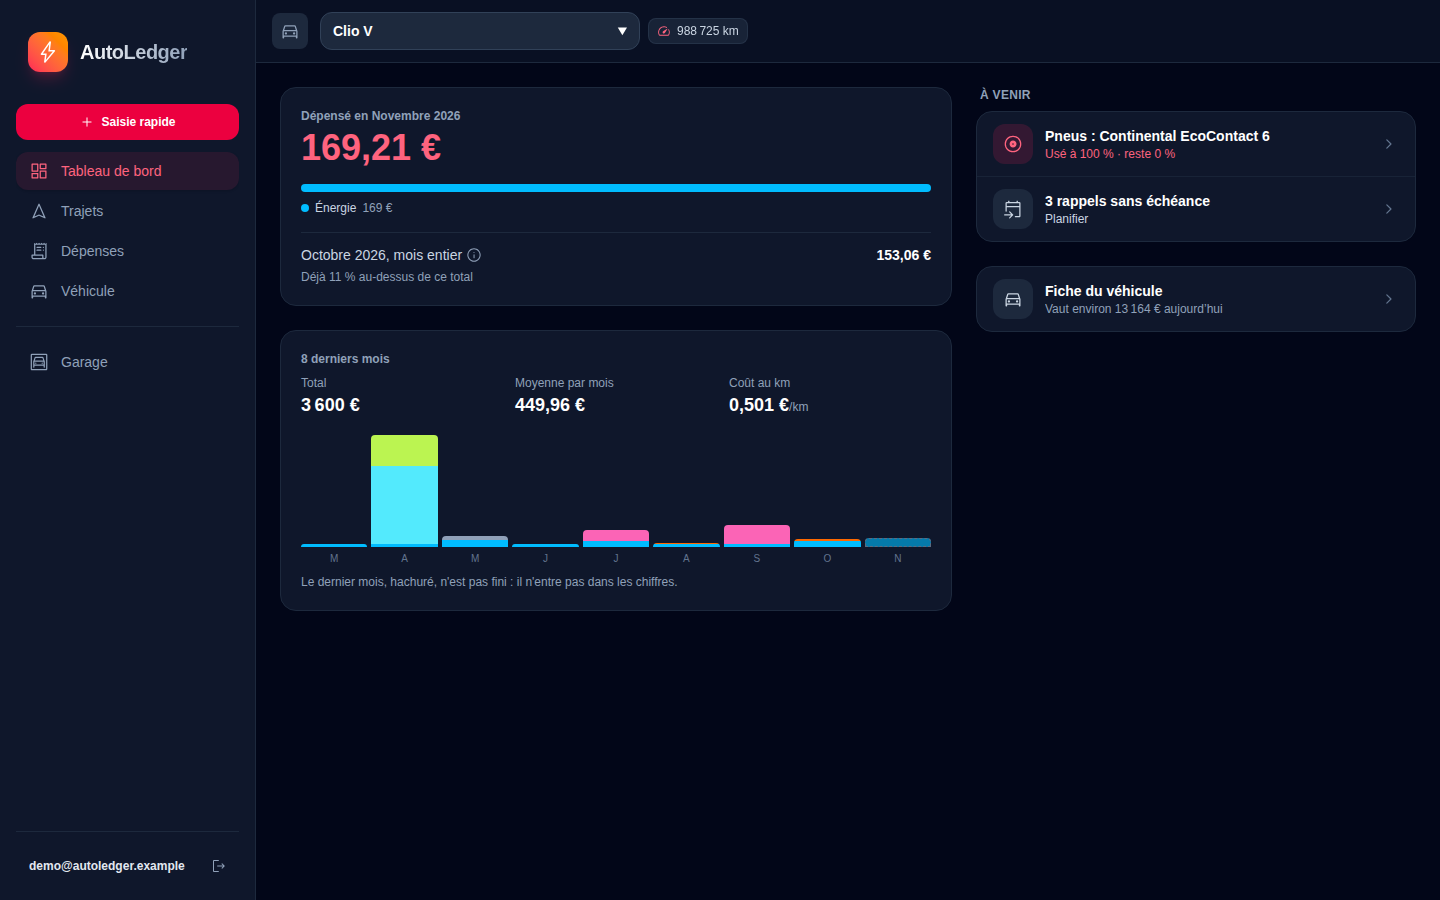 AutoLedger
Saisie rapide
Tableau de bord
Trajets
Dépenses
Véhicule
Garage
demo@autoledger.example
Clio V
988 725 km
Dépensé en Novembre 2026
169,21 €
Énergie 169 €
Octobre 2026, mois entier
153,06 €
Déjà 11 % au-dessus de ce total
8 derniers mois
Total
3 600 €
Moyenne par mois
449,96 €
Coût au km
0,501 €/km
M A M J J A S O N
Le dernier mois, hachuré, n'est pas fini : il n'entre pas dans les chiffres.
À VENIR
Pneus : Continental EcoContact 6
Usé à 100 % · reste 0 %
3 rappels sans échéance
Planifier
Fiche du véhicule
Vaut environ 13 164 € aujourd’hui